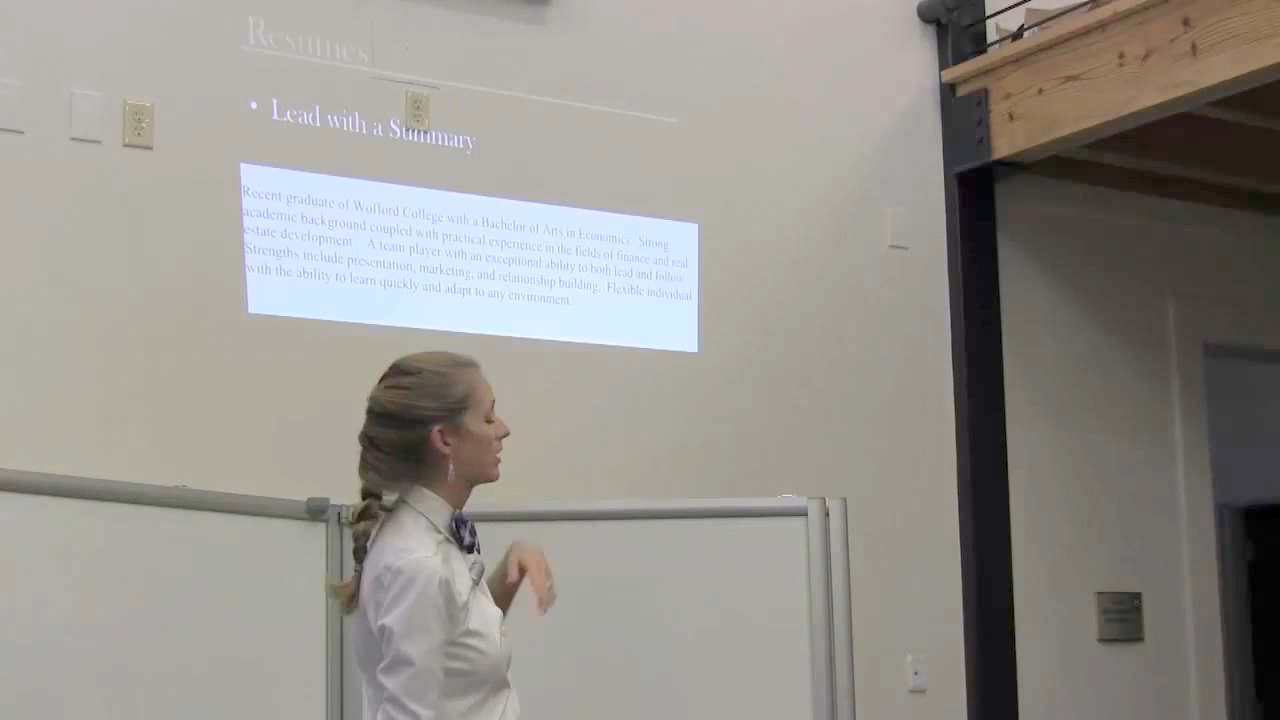 Resumes
• Lead with a Summary
Recent graduate of Wofford College with a Bachelor of Arts in Economics. Strong
academic background coupled with practical experience in the fields of finance and real
estate development. A team player with an exceptional ability to both lead and follow.
Strengths include presentation, marketing, and relationship building. Flexible individual
with the ability to learn quickly and adapt to any environment.